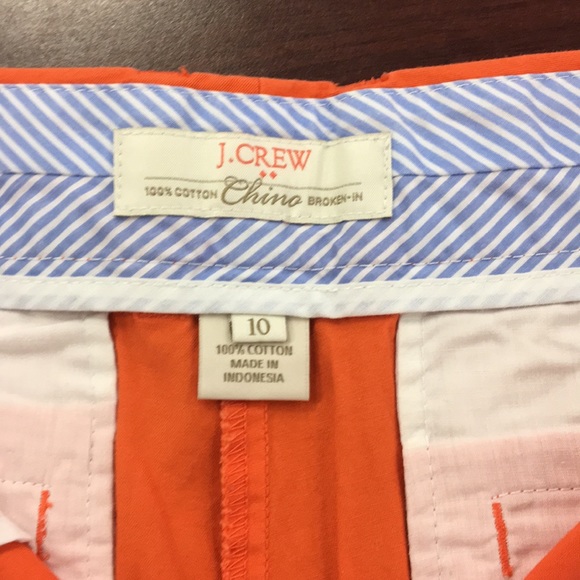 J.CREW
100% COTTON Chino BROKEN-IN
10
100% COTTON
MADE IN
INDONESIA